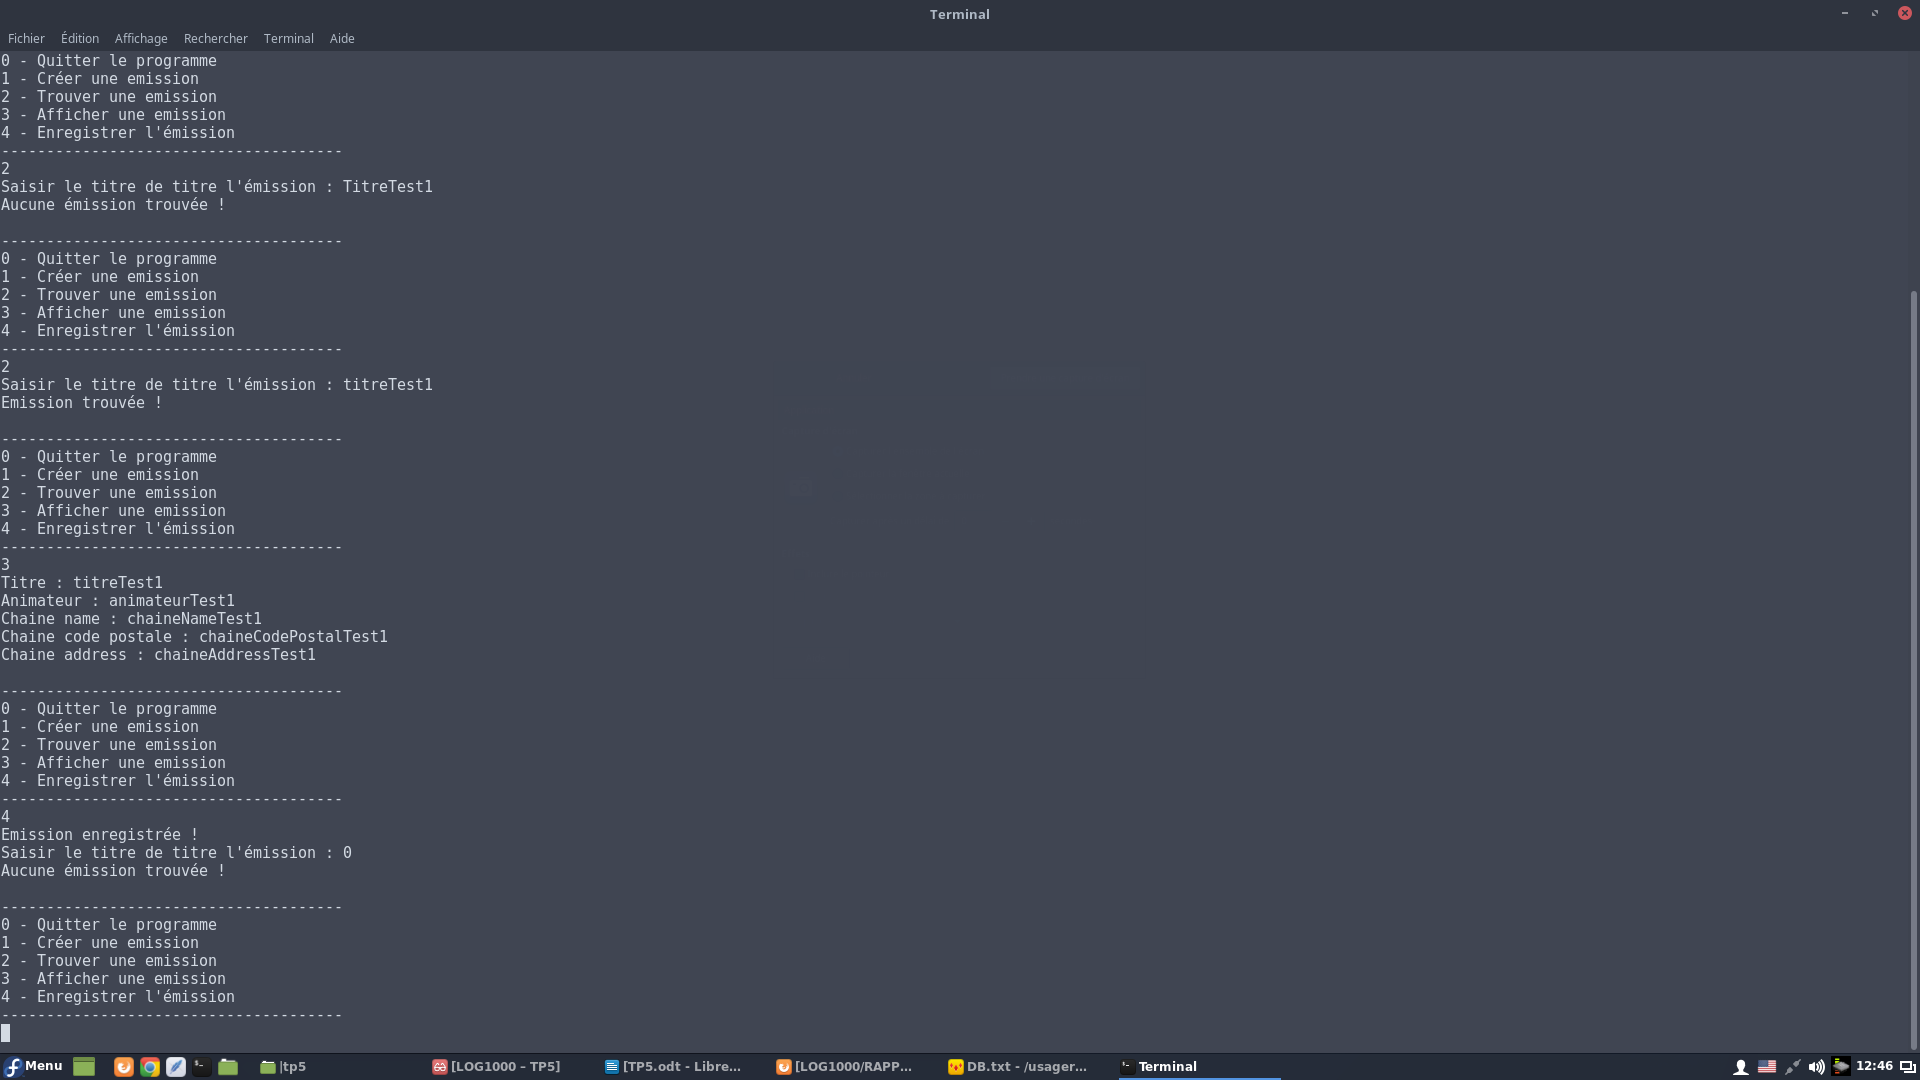 Terminal
Fichier Édition Affichage Rechercher Terminal Aide
0 - Quitter le programme
1 - Créer une emission
2 - Trouver une emission
3 - Afficher une emission
4 - Enregistrer l'émission
--------------------------------------
2
Saisir le titre de titre l'émission : TitreTest1
Aucune émission trouvée !
--------------------------------------
0 - Quitter le programme
1 - Créer une emission
2 - Trouver une emission
3 - Afficher une emission
4 - Enregistrer l'émission
--------------------------------------
2
Saisir le titre de titre l'émission : titreTest1
Emission trouvée !
--------------------------------------
0 - Quitter le programme
1 - Créer une emission
2 - Trouver une emission
3 - Afficher une emission
4 - Enregistrer l'émission
--------------------------------------
3
Titre : titreTest1
Animateur : animateurTest1
Chaine name : chaineNameTest1
Chaine code postale : chaineCodePostalTest1
Chaine address : chaineAddressTest1
--------------------------------------
0 - Quitter le programme
1 - Créer une emission
2 - Trouver une emission
3 - Afficher une emission
4 - Enregistrer l'émission
--------------------------------------
4
Emission enregistrée !
Saisir le titre de titre l'émission : 0
Aucune émission trouvée !
--------------------------------------
0 - Quitter le programme
1 - Créer une emission
2 - Trouver une emission
3 - Afficher une emission
4 - Enregistrer l'émission
--------------------------------------
Menu |tp5 [LOG1000 – TP5] [TP5.odt - Libre... [LOG1000/RAPP... DB.txt - /usager... Terminal 12:46